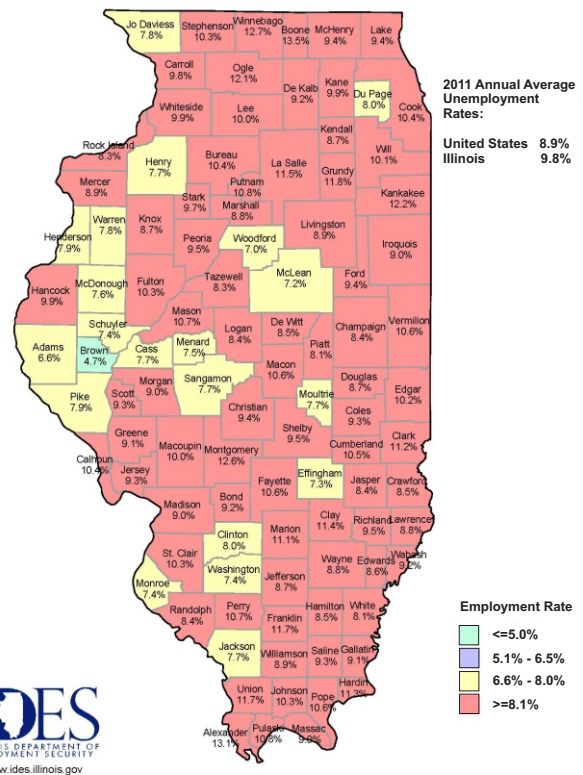 Jo Daviess
7.8%
Stephenson
10.3%
Winnebago
12.7%
Boone
13.5%
McHenry
9.4%
Lake
9.4%
Carroll
9.8%
Ogle
12.1%
De Kalb
9.2%
Kane
9.9%
Du Page
8.0%
Cook
10.4%
2011 Annual Average
Unemployment
Rates:
United States 8.9%
Illinois 9.8%
Whiteside
9.9%
Lee
10.0%
Kendall
8.7%
Will
10.1%
Rock Island
8.3%
Henry
7.7%
Bureau
10.4%
La Salle
11.5%
Grundy
11.8%
Mercer
8.9%
Putnam
10.8%
Kankakee
12.2%
Stark
9.7%
Marshall
8.8%
Henderson
7.9%
Warren
7.8%
Knox
8.7%
Peoria
9.5%
Woodford
7.0%
Livingston
8.9%
Iroquois
9.0%
Hancock
9.9%
McDonough
7.6%
Fulton
10.3%
Tazewell
8.3%
McLean
7.2%
Ford
9.4%
Mason
10.7%
Schuyler
7.4%
Logan
8.4%
De Witt
8.5%
Champaign
8.4%
Vermilion
10.6%
Adams
6.6%
Brown
4.7%
Cass
7.7%
Menard
7.5%
Piatt
8.1%
Macon
10.6%
Pike
7.9%
Scott
9.3%
Morgan
9.0%
Sangamon
7.7%
Christian
9.4%
Moultrie
7.7%
Douglas
8.7%
Edgar
10.2%
Coles
9.3%
Shelby
9.5%
Greene
9.1%
Macoupin
10.0%
Montgomery
12.6%
Cumberland
10.5%
Clark
11.2%
Calhoun
10.4%
Jersey
9.3%
Fayette
10.6%
Effingham
7.3%
Jasper
8.4%
Crawford
8.5%
Madison
9.0%
Bond
9.2%
Clay
11.4%
Richland
9.5%
Lawrence
8.8%
Clinton
8.0%
Marion
11.1%
St. Clair
10.3%
Wayne
8.8%
Edwards
8.6%
Wabash
9.2%
Monroe
7.4%
Washington
7.4%
Jefferson
8.7%
Randolph
8.4%
Perry
10.7%
Franklin
11.7%
Hamilton
8.5%
White
8.1%
Jackson
7.7%
Williamson
8.9%
Saline
9.3%
Gallatin
9.1%
Union
11.7%
Johnson
10.3%
Pope
10.6%
Hardin
11.3%
Alexander
13.1%
Pulaski
10.8%
Massac
9.0%
Employment Rate
<=5.0%
5.1% - 6.5%
6.6% - 8.0%
>=8.1%
DES
IS DEPARTMENT OF
OYMENT SECURITY
w.ides.illinois.gov